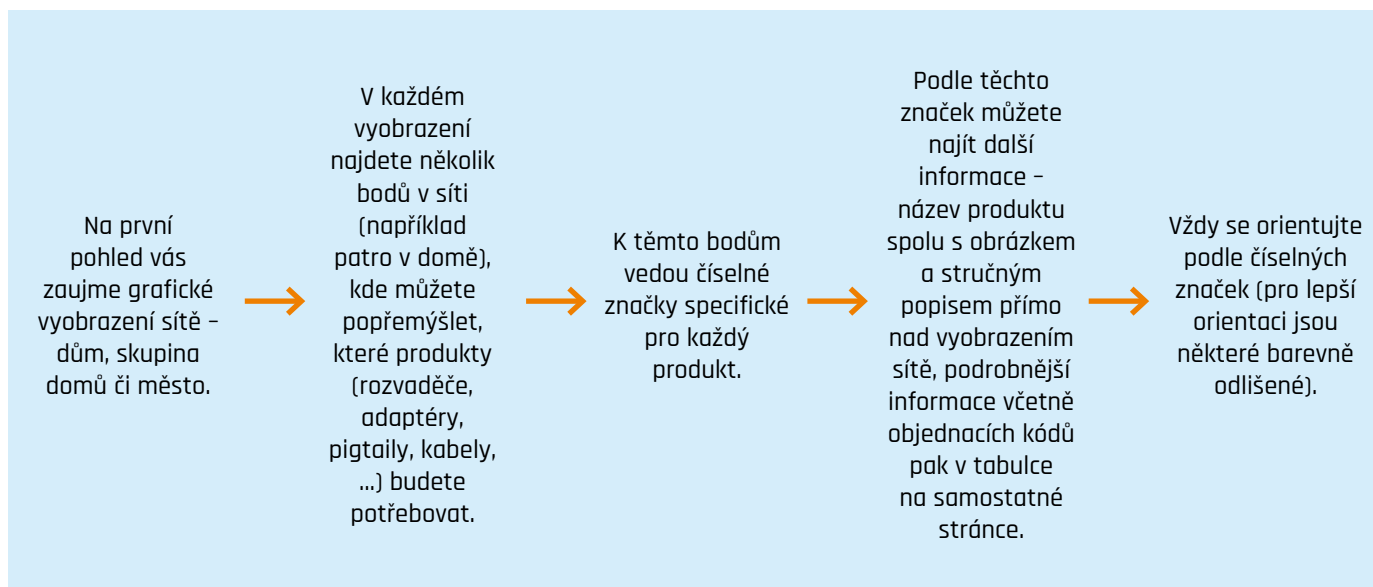 Na první
pohled vás
zaujme grafické
vyobrazení sítě –
dům, skupina
domů či město.
V každém
vyobrazení
najdete několik
bodů v síti
(například
patro v domě),
kde můžete
popřemýšlet,
které produkty
(rozvaděče,
adaptéry,
pigtaily, kabely,
...) budete
potřebovat.
K těmto bodům
vedou číselné
značky specifické
pro každý
produkt.
Podle těchto
značek můžete
najít další
informace –
název produktu
spolu s obrázkem
a stručným
popisem přímo
nad vyobrazením
sítě, podrobnější
informace včetně
objednacích kódů
pak v tabulce
na samostatné
stránce.
Vždy se orientujte
podle číselných
značek (pro lepší
orientaci jsou
některé barevně
odlišené).